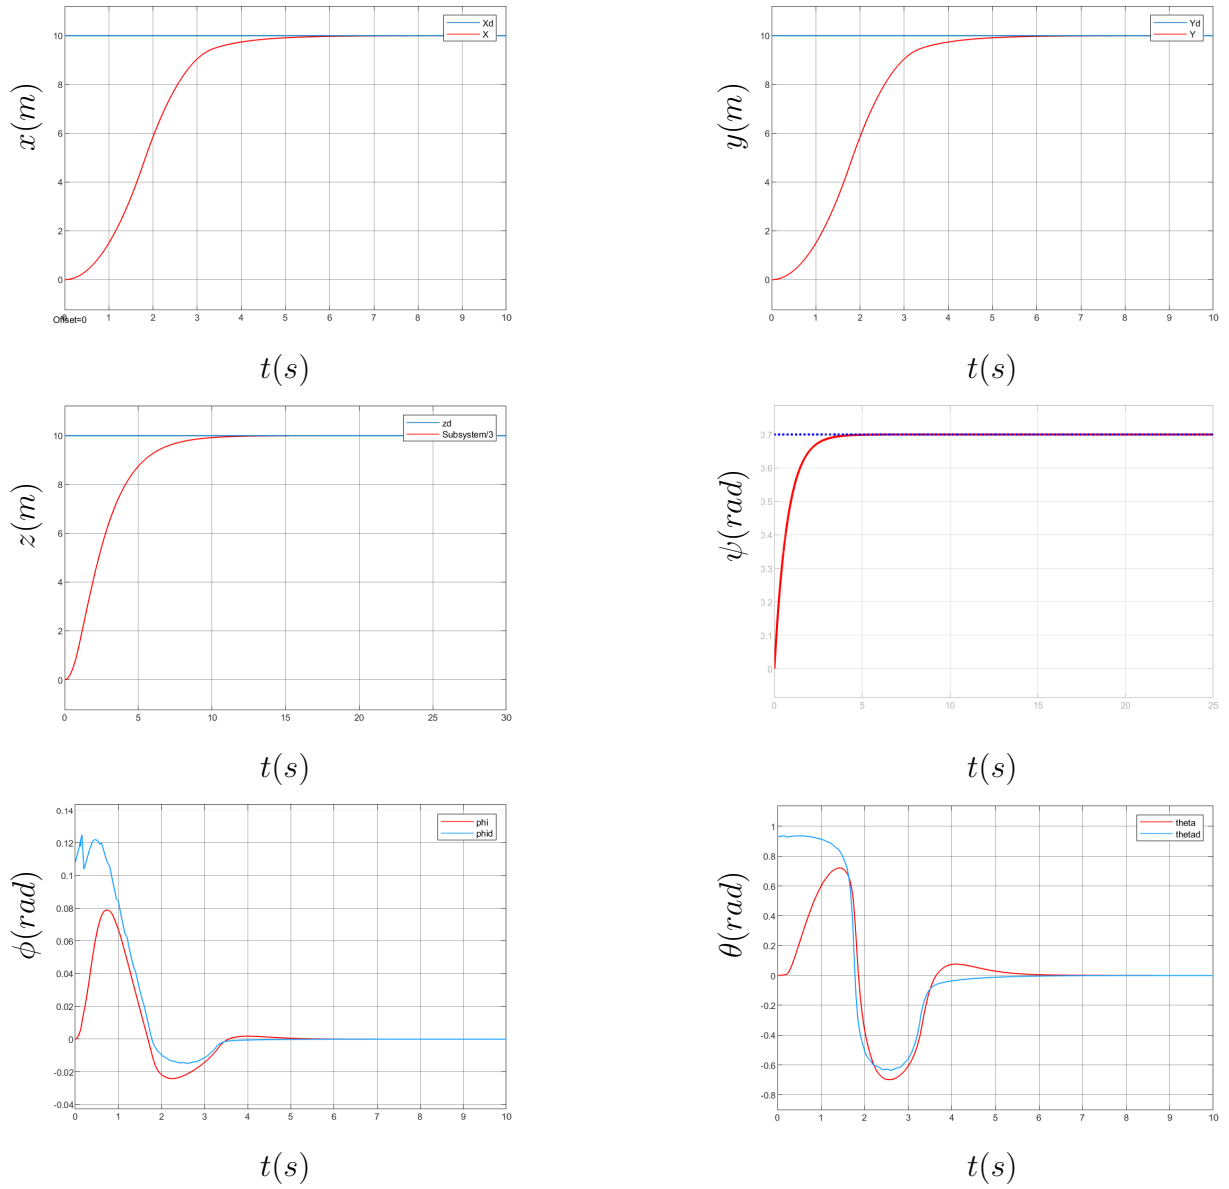 Xd
X
10
8
6
4
2
0
x(m)
0 1 2 3 4 5 6 7 8 9 10
Offset=0
t(s)
Yd
Y
10
8
6
4
2
0
y(m)
0 1 2 3 4 5 6 7 8 9 10
t(s)
zd
Subsystem/3
10
8
6
4
2
0
z(m)
0 5 10 15 20 25 30
t(s)
0.7
0.6
0.5
0.4
0.3
0.2
0.1
0
ψ(rad)
0 5 10 15 20 25
t(s)
phi
phid
0.14
0.12
0.1
0.08
0.06
0.04
0.02
0
-0.02
-0.04
ϕ(rad)
0 1 2 3 4 5 6 7 8 9 10
t(s)
theta
thetad
1
0.8
0.6
0.4
0.2
0
-0.2
-0.4
-0.6
-0.8
θ(rad)
0 1 2 3 4 5 6 7 8 9 10
t(s)